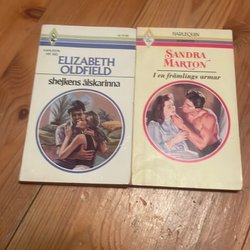 ELIZABETH
OLDFIELD
shejkens älskarinna
HARLEQUIN
SANDRA
MARTON
I en främlings armar